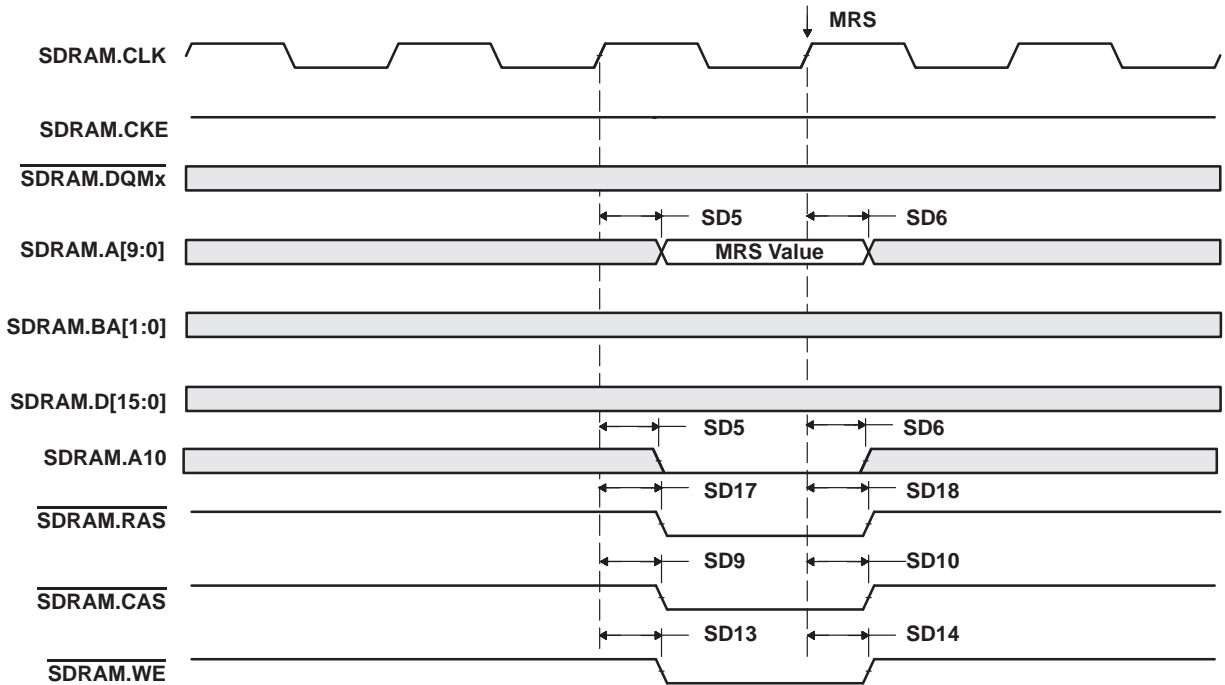 MRS
SDRAM.CLK
SDRAM.CKE
SDRAM.DQMx
SD5 SD6
SDRAM.A[9:0] MRS Value
SDRAM.BA[1:0]
SDRAM.D[15:0]
SD5 SD6
SDRAM.A10
SD17 SD18
SDRAM.RAS
SD9 SD10
SDRAM.CAS
SD13 SD14
SDRAM.WE